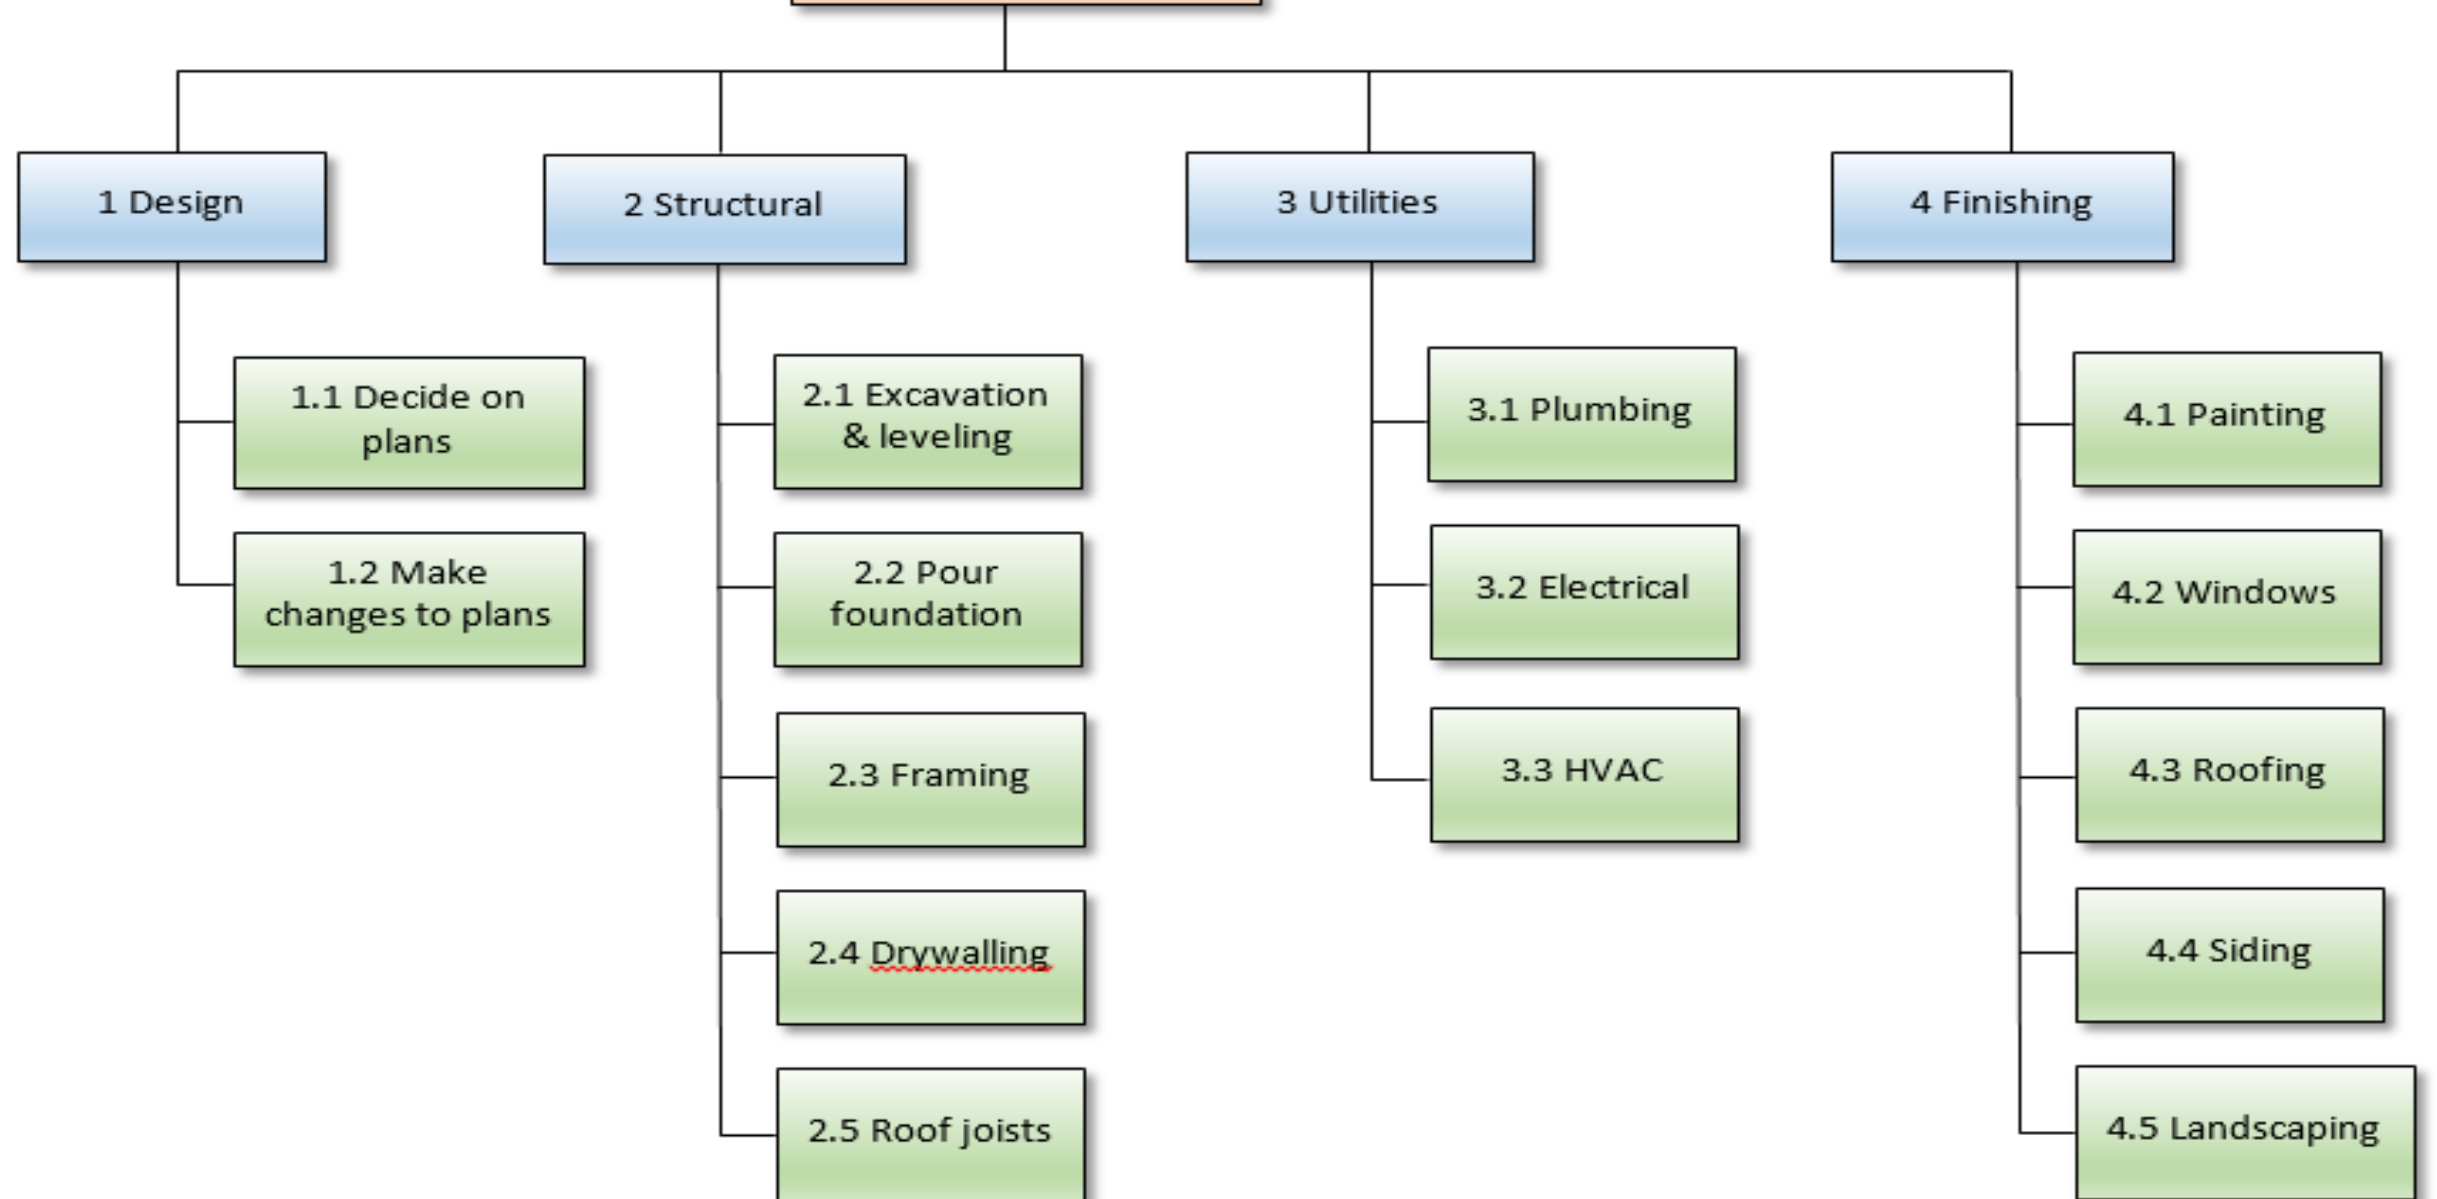 1 Design
2 Structural
3 Utilities
4 Finishing
1.1 Decide on
plans
1.2 Make
changes to plans
2.1 Excavation
& leveling
2.2 Pour
foundation
2.3 Framing
2.4 Drywalling
2.5 Roof joists
3.1 Plumbing
3.2 Electrical
3.3 HVAC
4.1 Painting
4.2 Windows
4.3 Roofing
4.4 Siding
4.5 Landscaping